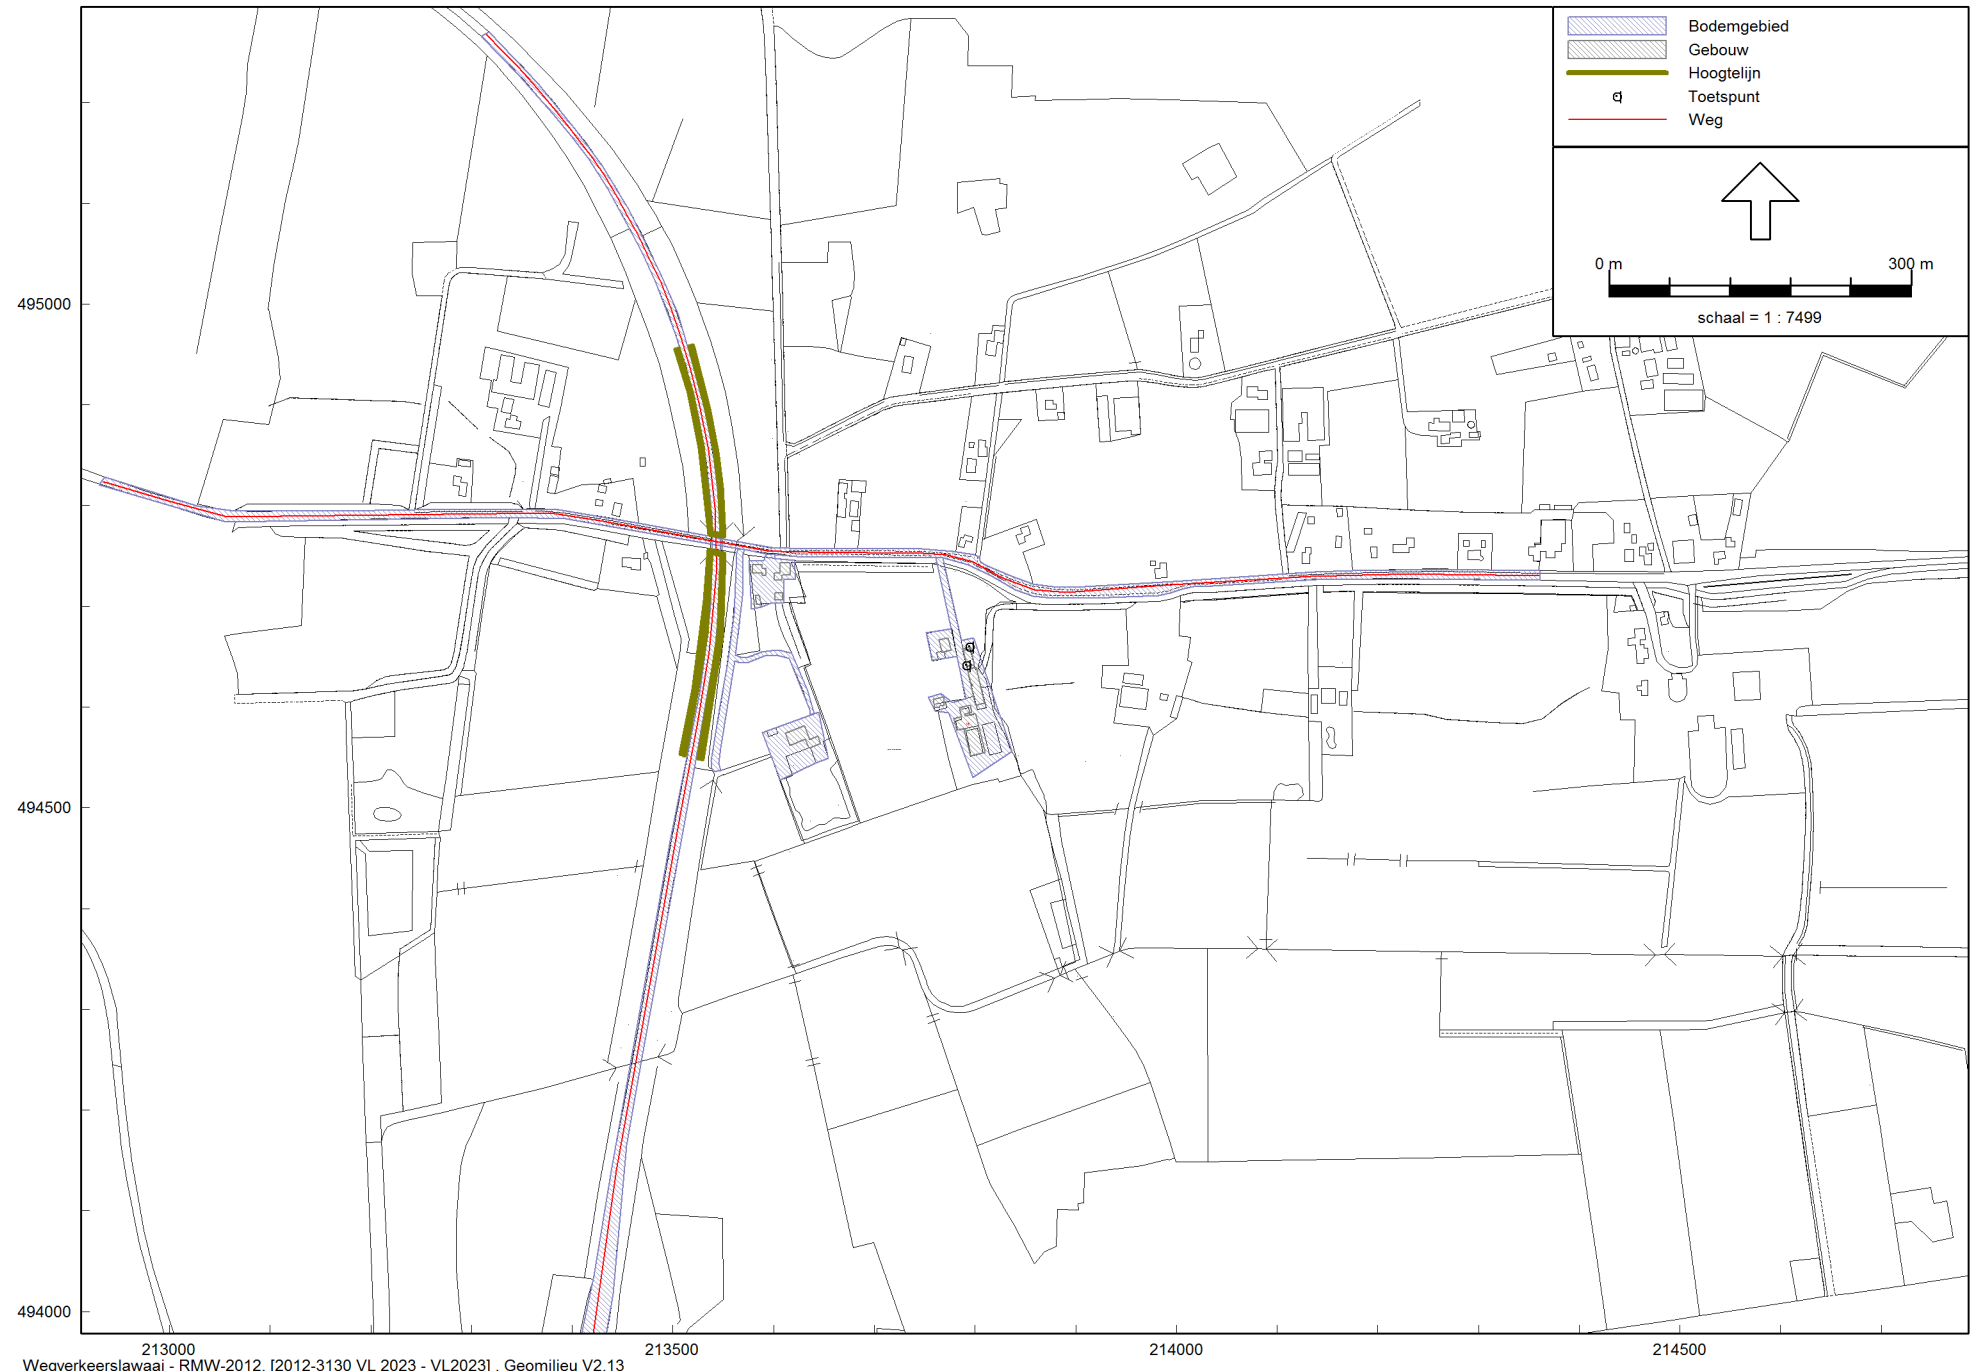 Bodemgebied
Gebouw
Hoogtelijn
Toetspunt
Weg
0 m 300 m
schaal = 1 : 7499
495000
494500
494000
213000 213500 214000 214500
Wegverkeerslawaai - RMW-2012, [2012-3130 VL 2023 - VL2023] , Geomilieu V2.13